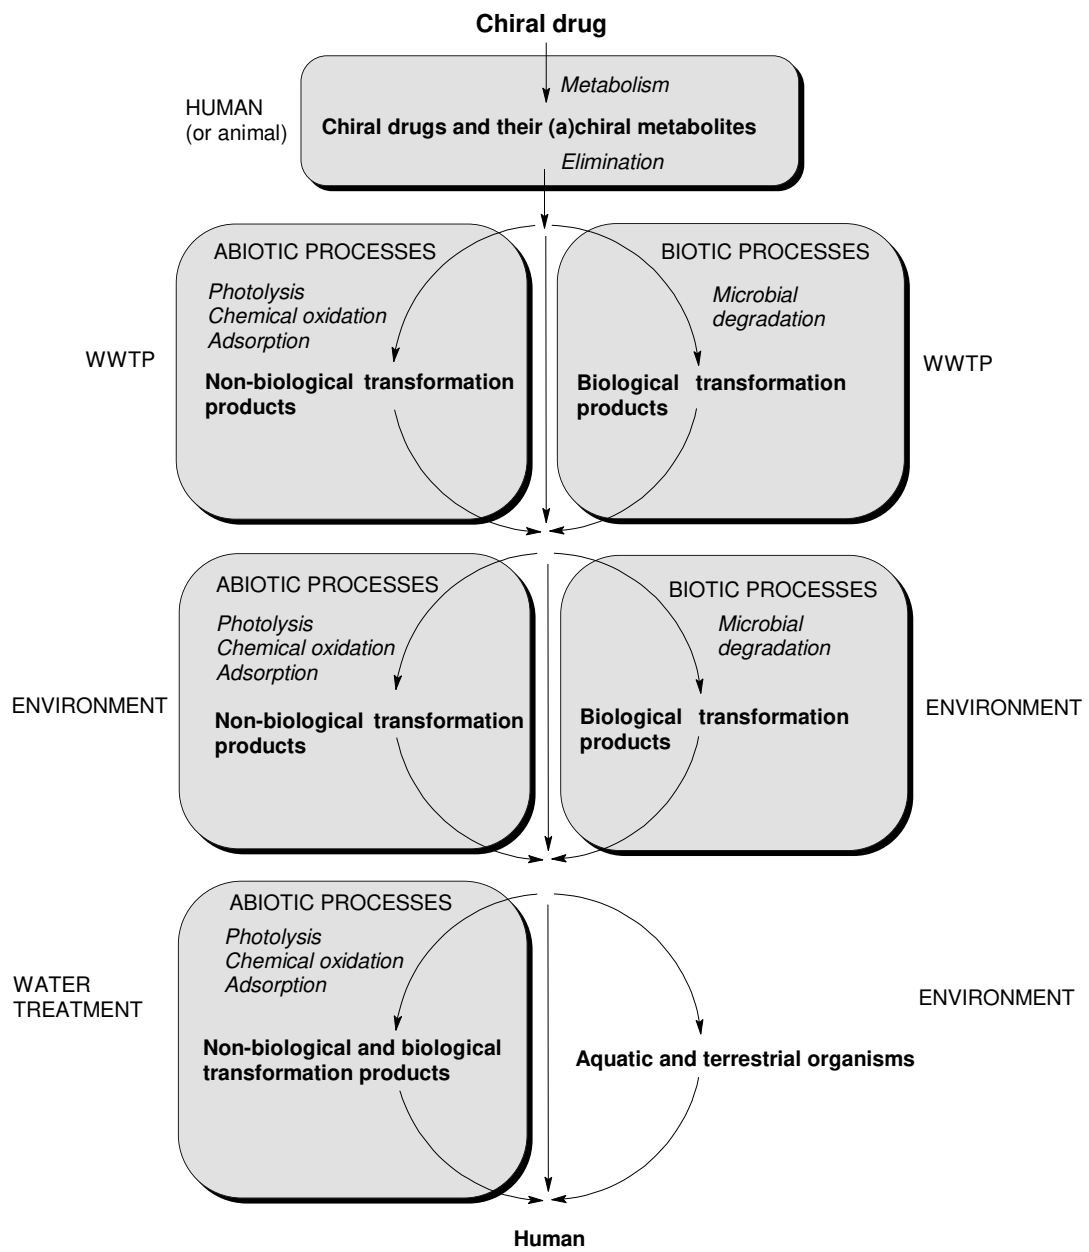 Chiral drug
Metabolism
HUMAN
(or animal)
Chiral drugs and their (a)chiral metabolites
Elimination
ABIOTIC PROCESSES
Photolysis
Chemical oxidation
Adsorption
WWTP
Non-biological transformation
products
BIOTIC PROCESSES
Microbial
degradation
WWTP
Biological transformation
products
ABIOTIC PROCESSES
Photolysis
Chemical oxidation
Adsorption
ENVIRONMENT
Non-biological transformation
products
BIOTIC PROCESSES
Microbial
degradation
ENVIRONMENT
Biological transformation
products
ABIOTIC PROCESSES
Photolysis
Chemical oxidation
Adsorption
WATER
TREATMENT
Non-biological and biological
transformation products
ENVIRONMENT
Aquatic and terrestrial organisms
Human